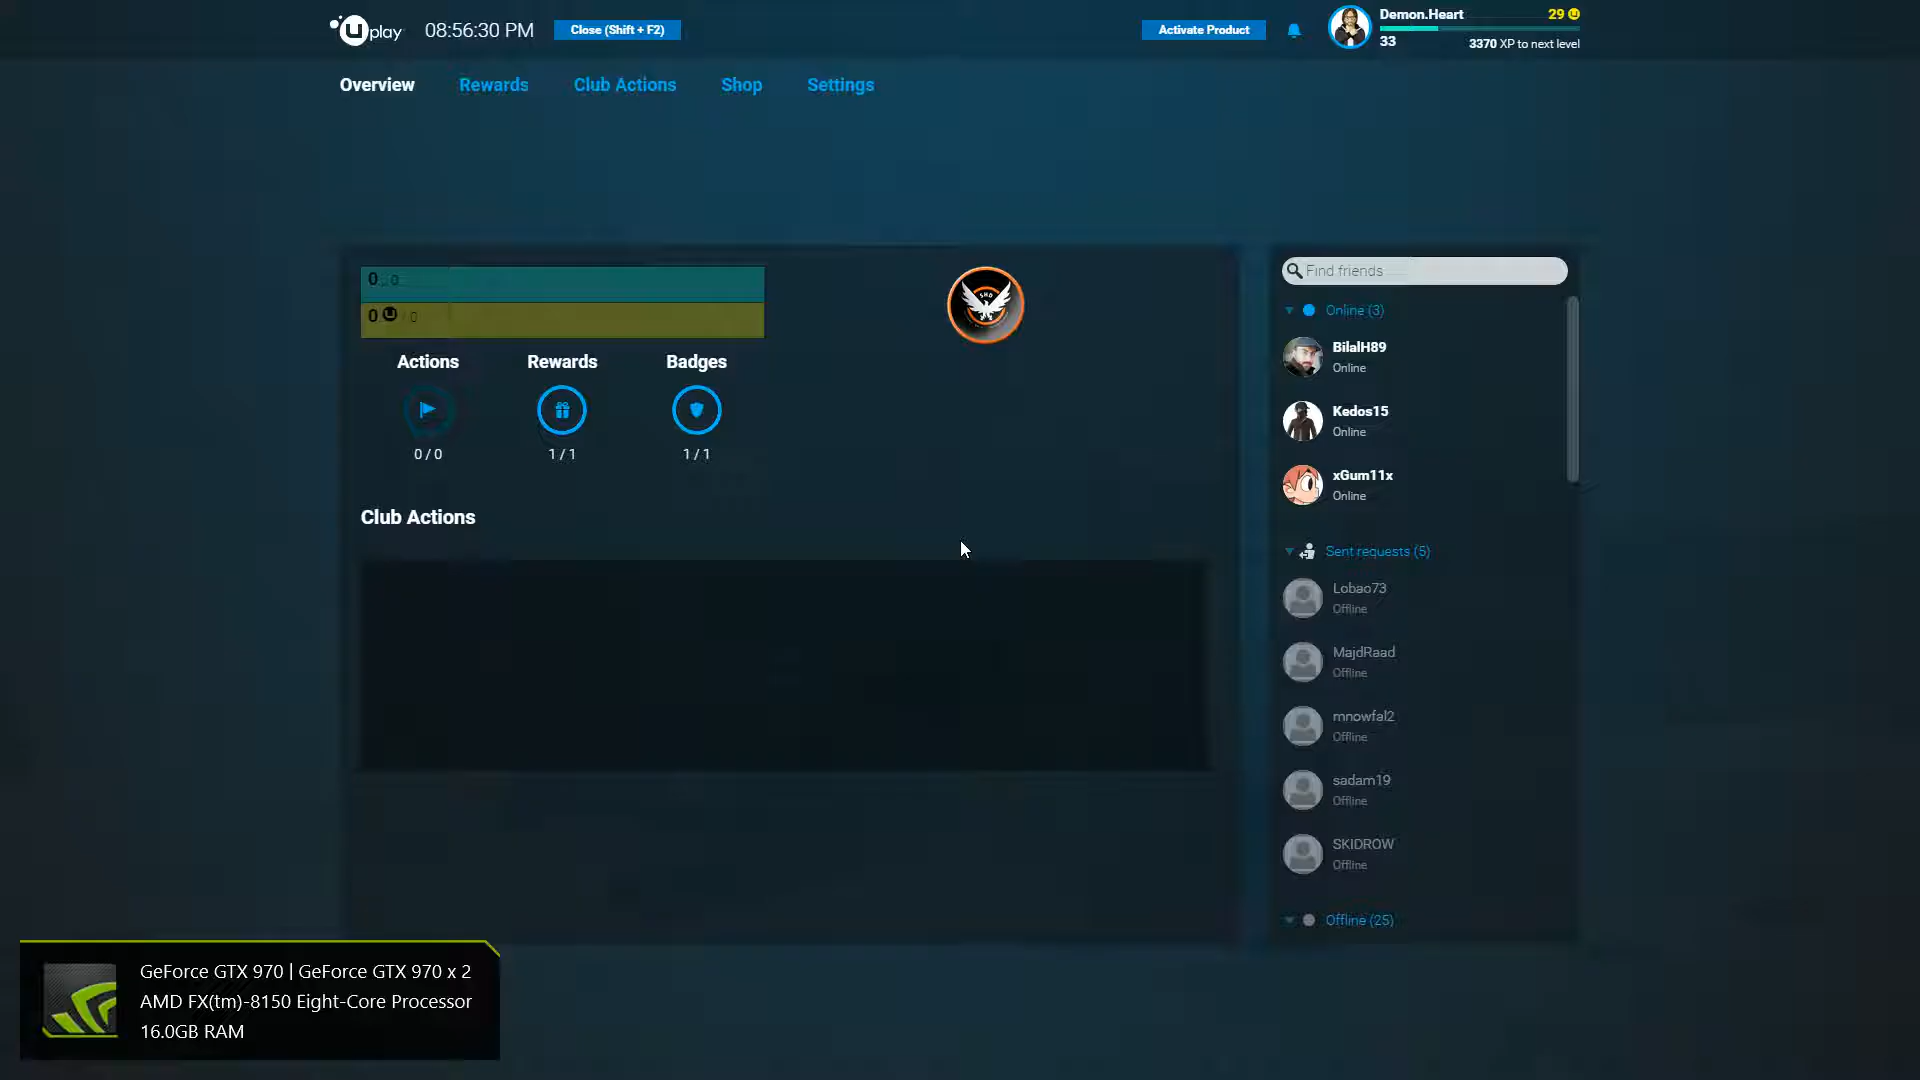 Uplay 08:56:30 PM Close (Shift + F2)
Activate Product
Demon.Heart 29
33 3370 XP to next level
Overview Rewards Club Actions Shop Settings
0 / 0
0 / 0
Actions Rewards Badges
0 / 0 1 / 1 1 / 1
Club Actions
SHD
Find friends
Online (3)
BilalH89
Online
Kedos15
Online
xGum11x
Online
Sent requests (5)
Lobao73
Offline
MajdRaad
Offline
mnowfal2
Offline
sadam19
Offline
SKIDROW
Offline
Offline (25)
GeForce GTX 970 | GeForce GTX 970 x 2
AMD FX(tm)-8150 Eight-Core Processor
16.0GB RAM